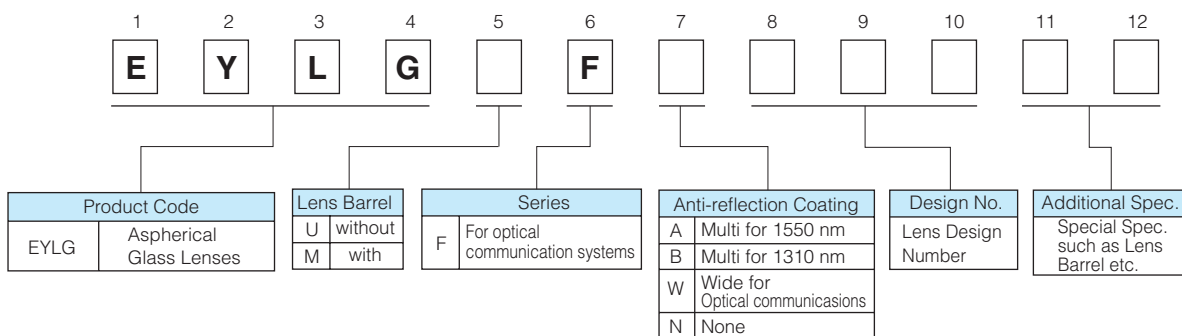 1 2 3 4 5 6 7 8 9 10 11 12
E Y L G F
Product Code
EYLG
Aspherical
Glass Lenses
Lens Barrel
U without
M with
Series
F
For optical
communication systems
Anti-reflection Coating
A Multi for 1550 nm
B Multi for 1310 nm
W
Wide for
Optical communicasions
N None
Design No.
Lens Design
Number
Additional Spec.
Special Spec.
such as Lens
Barrel etc.